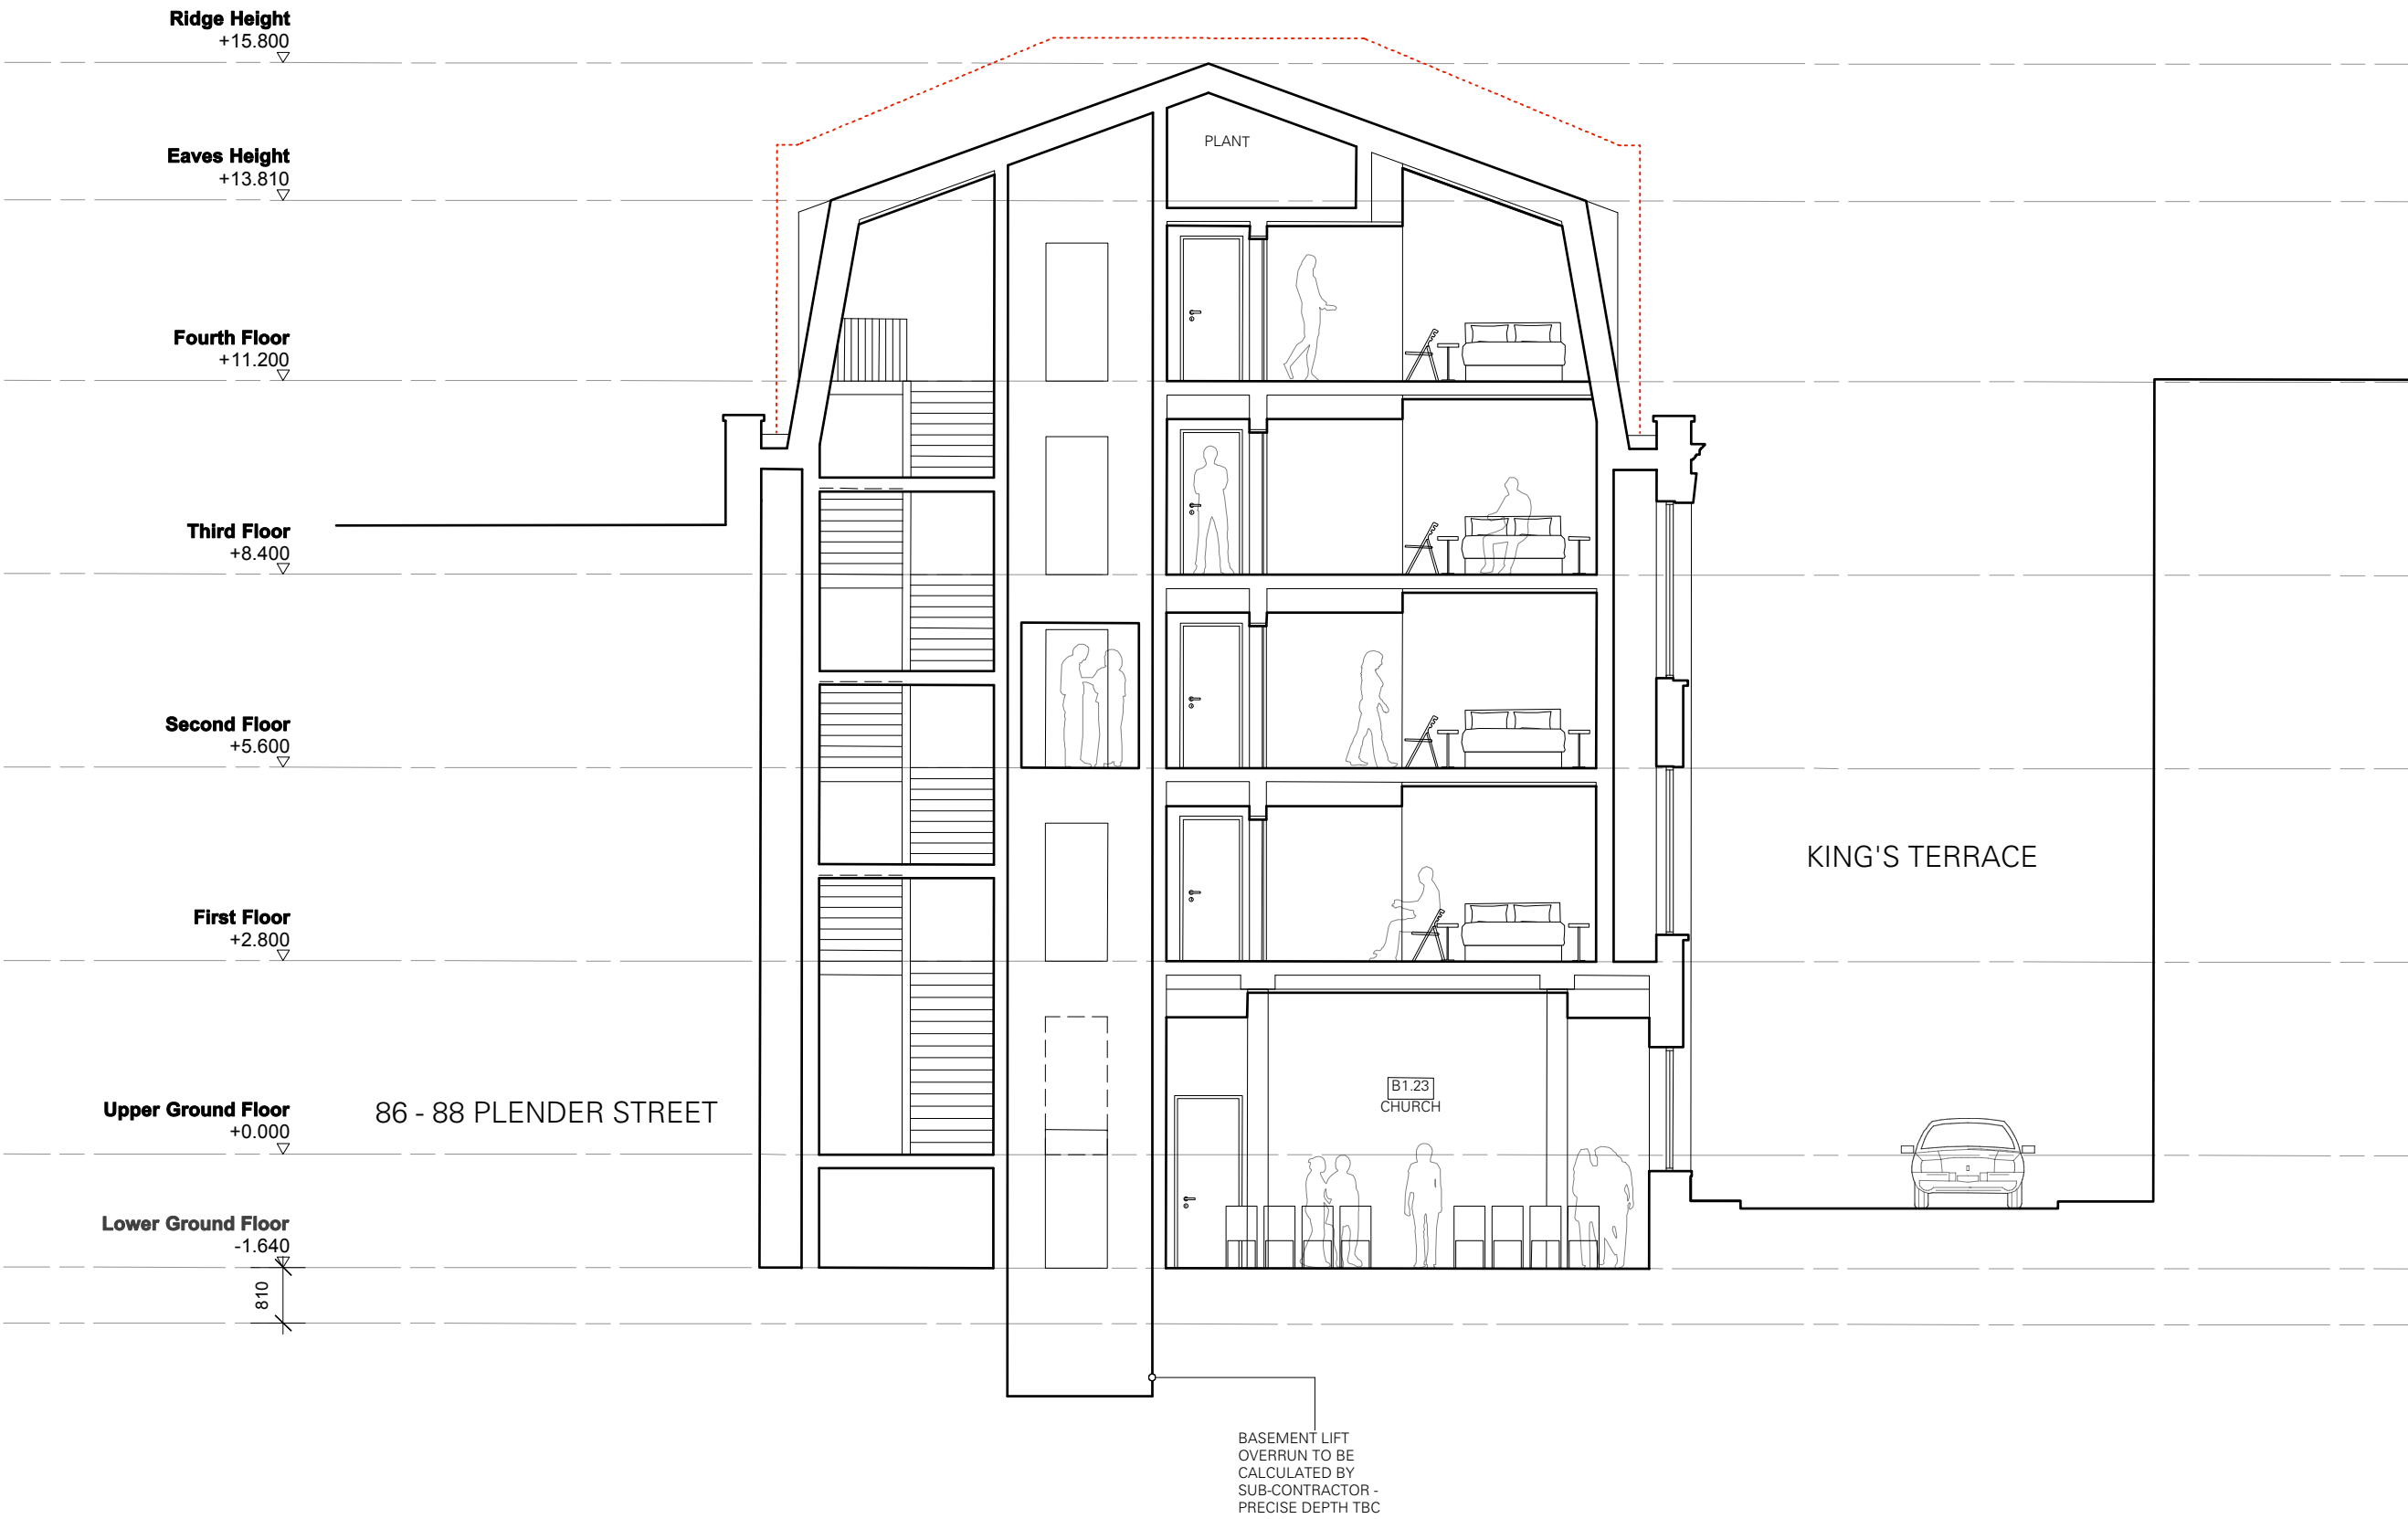 Ridge Height
+15.800
PLANT
Eaves Height
+13.810
Fourth Floor
+11.200
Third Floor
+8.400
Second Floor
+5.600
KING'S TERRACE
First Floor
+2.800
B1.23
CHURCH
Upper Ground Floor
+0.000
86 - 88 PLENDER STREET
Lower Ground Floor
-1.640
810
BASEMENT LIFT
OVERRUN TO BE
CALCULATED BY
SUB-CONTRACTOR -
PRECISE DEPTH TBC